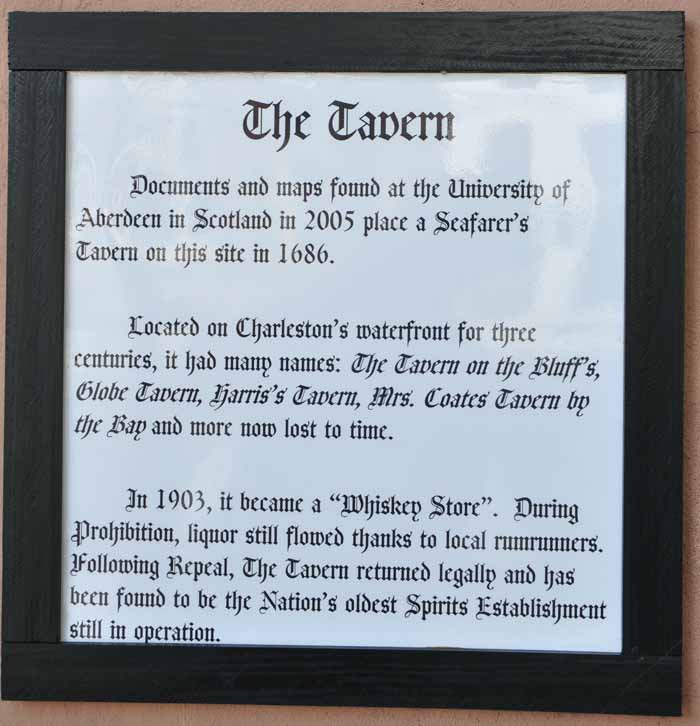 The Tavern
Documents and maps found at the University of
Aberdeen in Scotland in 2005 place a Seafarer's
Tavern on this site in 1686.
Located on Charleston's waterfront for three
centuries, it had many names: The Tavern on the Bluff's,
Globe Tavern, Harris's Tavern, Mrs. Coates Tavern by
the Bay and more now lost to time.
In 1903, it became a "Whiskey Store". During
Prohibition, liquor still flowed thanks to local rumrunners.
Following Repeal, The Tavern returned legally and has
been found to be the Nation's oldest Spirits Establishment
still in operation.